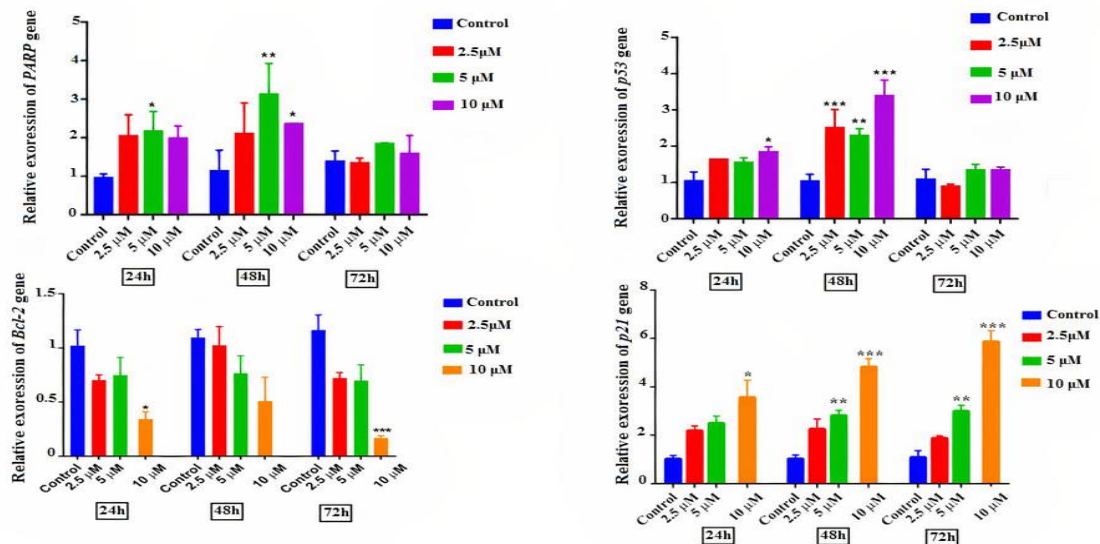 Relative exoression of PARP gene
5
4
3
2
1
0
Control
2.5 μM
5 μM
10 μM
Control
2.5 μM
5 μM
10 μM
Control
2.5 μM
5 μM
10 μM
24h
48h
72h
*
**
*
Control
2.5μM
5 μM
10 μM
Relative exoression of p53 gene
5
4
3
2
1
0
Control
2.5 μM
5 μM
10 μM
Control
2.5 μM
5 μM
10 μM
Control
2.5 μM
5 μM
10 μM
24h
48h
72h
*
***
**
***
Control
2.5μM
5 μM
10 μM
Relative exoression of Bcl-2 gene
1.5
1
0.5
0
Control
2.5 μM
5 μM
10 μM
Control
2.5 μM
5 μM
10 μM
Control
2.5 μM
5 μM
10 μM
24h
48h
72h
*
***
Control
2.5μM
5 μM
10 μM
Relative exoression of p21 gene
8
6
4
2
0
Control
2.5 μM
5 μM
10 μM
Control
2.5 μM
5 μM
10 μM
Control
2.5 μM
5 μM
10 μM
24h
48h
72h
*
**
***
**
***
Control
2.5μM
5 μM
10 μM